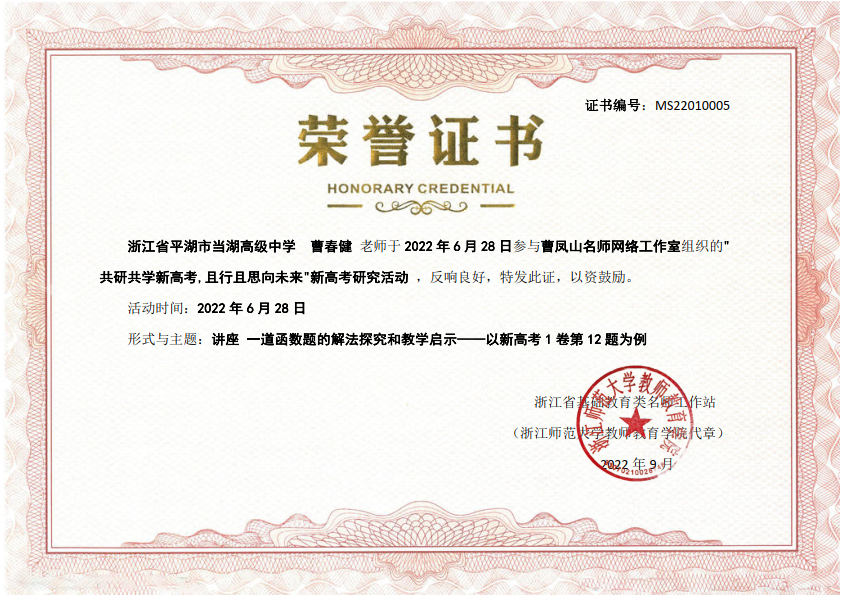 证书编号：MS22010005
荣誉证书
HONORARY CREDENTIAL
浙江省平湖市当湖高级中学 曹春健 老师于 2022 年 6 月 28 日参与曹凤山名师网络工作室组织的"
共研共学新高考,且行且思向未来"新高考研究活动 ，反响良好，特发此证，以资鼓励。
活动时间：2022 年 6 月 28 日
形式与主题：讲座 一道函数题的解法探究和教学启示——以新高考 1 卷第 12 题为例
浙江省基础教育类名师工作站
（浙江师范大学教师教育学院代章）
2022 年 9 月
浙江师范大学教师教育学院